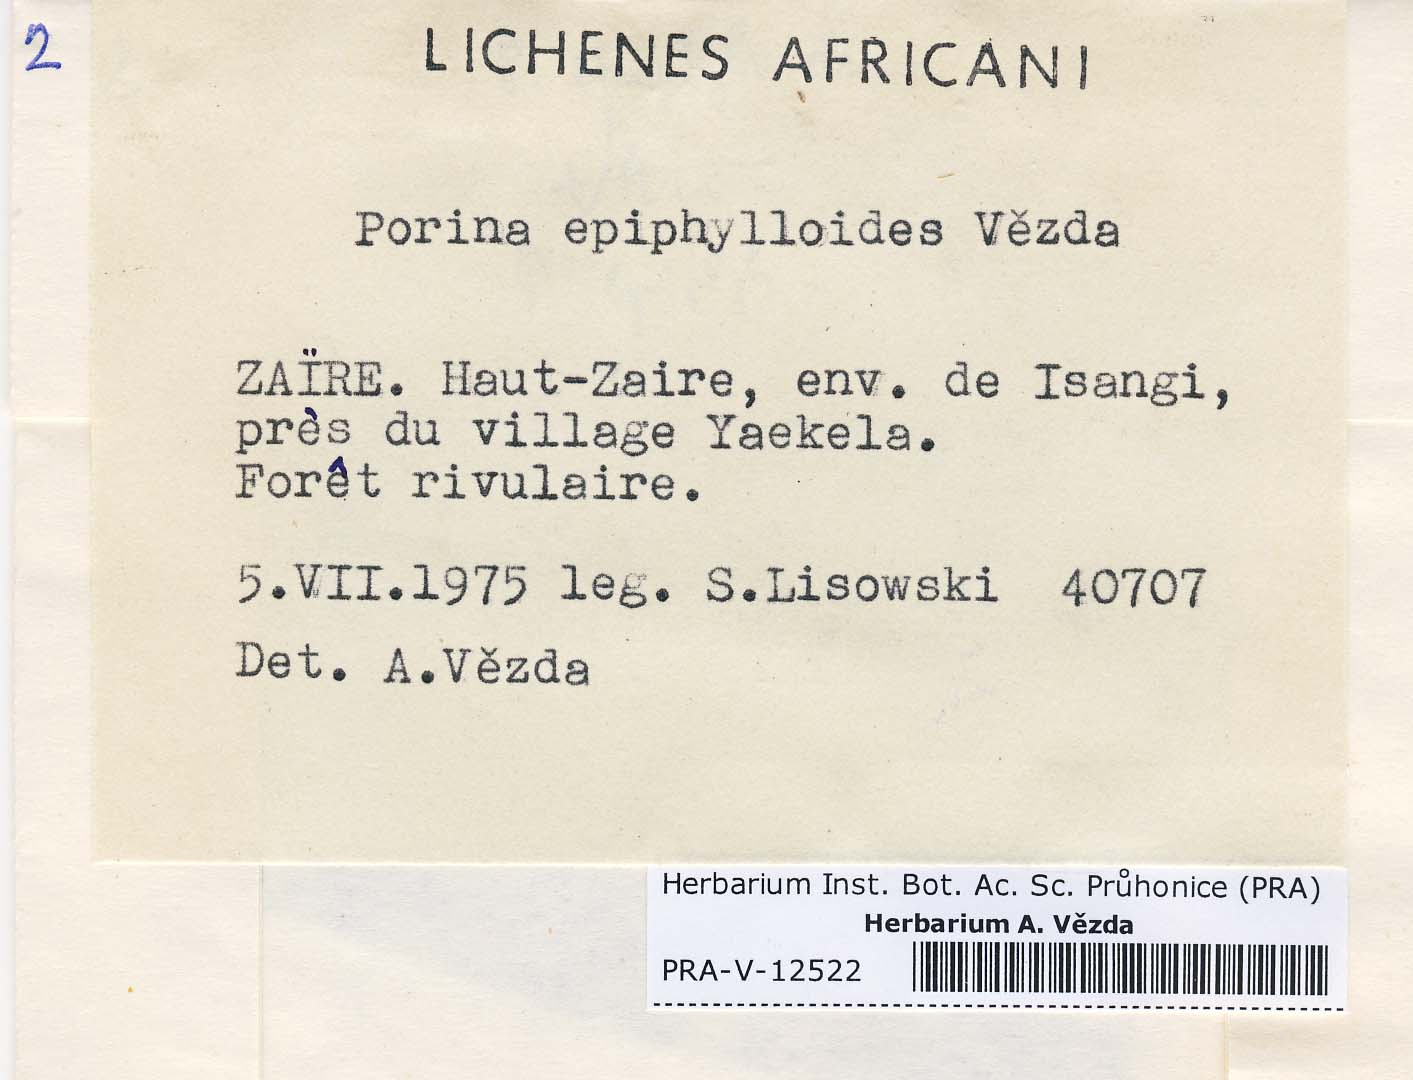 2
LICHENES AFRICANI
Porina epiphylloides Vězda
ZAÏRE. Haut-Zaire, env. de Isangi,
près du village Yaekela.
Forêt rivulaire.
5.VII.1975 leg. S.Lisowski 40707
Det. A.Vězda
Herbarium Inst. Bot. Ac. Sc. Průhonice (PRA)
Herbarium A. Vězda
PRA-V-12522